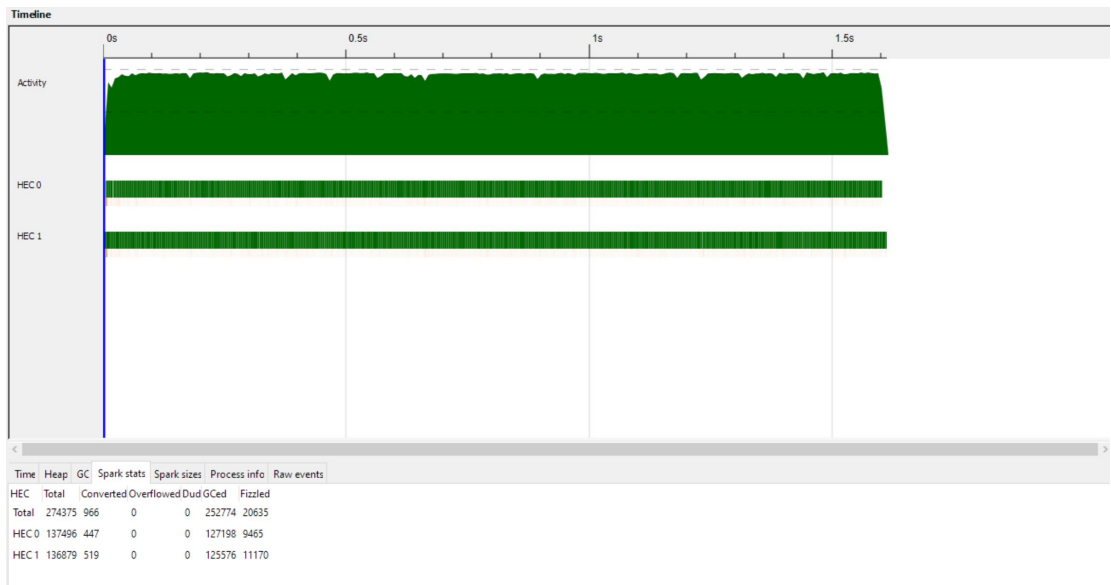 Timeline
0s 0.5s 1s 1.5s
Activity
HEC 0
HEC 1
Time Heap GC Spark stats Spark sizes Process info Raw events
HEC Total Converted Overflowed Dud GCed Fizzled
Total 274375 966 0 0 252774 20635
HEC 0 137496 447 0 0 127198 9465
HEC 1 136879 519 0 0 125576 11170